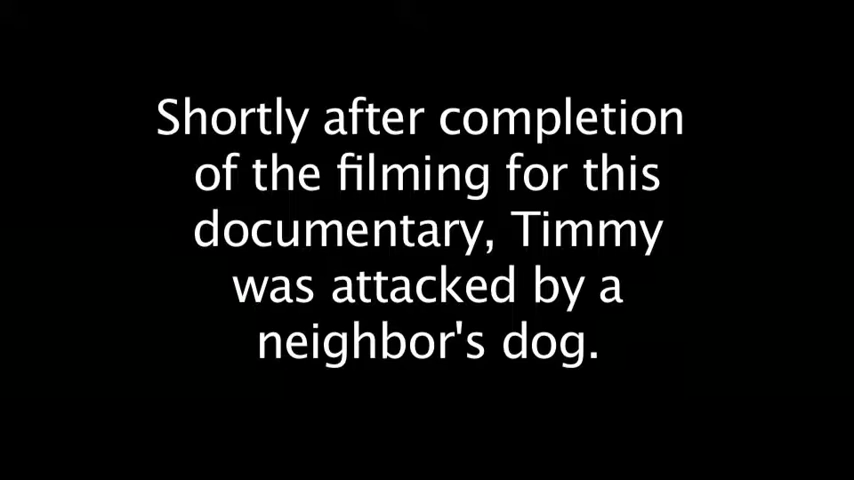 Shortly after completion
of the filming for this
documentary, Timmy
was attacked by a
neighbor's dog.